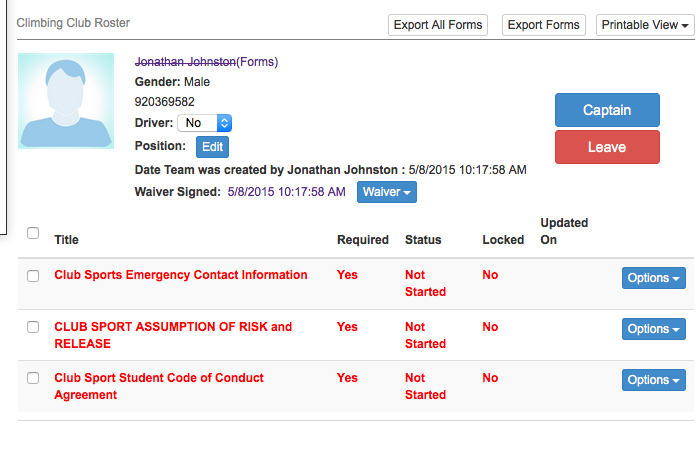 Climbing Club Roster
Export All Forms
Export Forms
Printable View
Jonathan Johnston(Forms)
Gender: Male
920369582
Driver: No
Position: Edit
Date Team was created by Jonathan Johnston : 5/8/2015 10:17:58 AM
Waiver Signed: 5/8/2015 10:17:58 AM Waiver
Captain
Leave
Title Required Status Locked Updated On
Club Sports Emergency Contact Information Yes Not Started No Options
CLUB SPORT ASSUMPTION OF RISK and RELEASE Yes Not Started No Options
Club Sport Student Code of Conduct Agreement Yes Not Started No Options